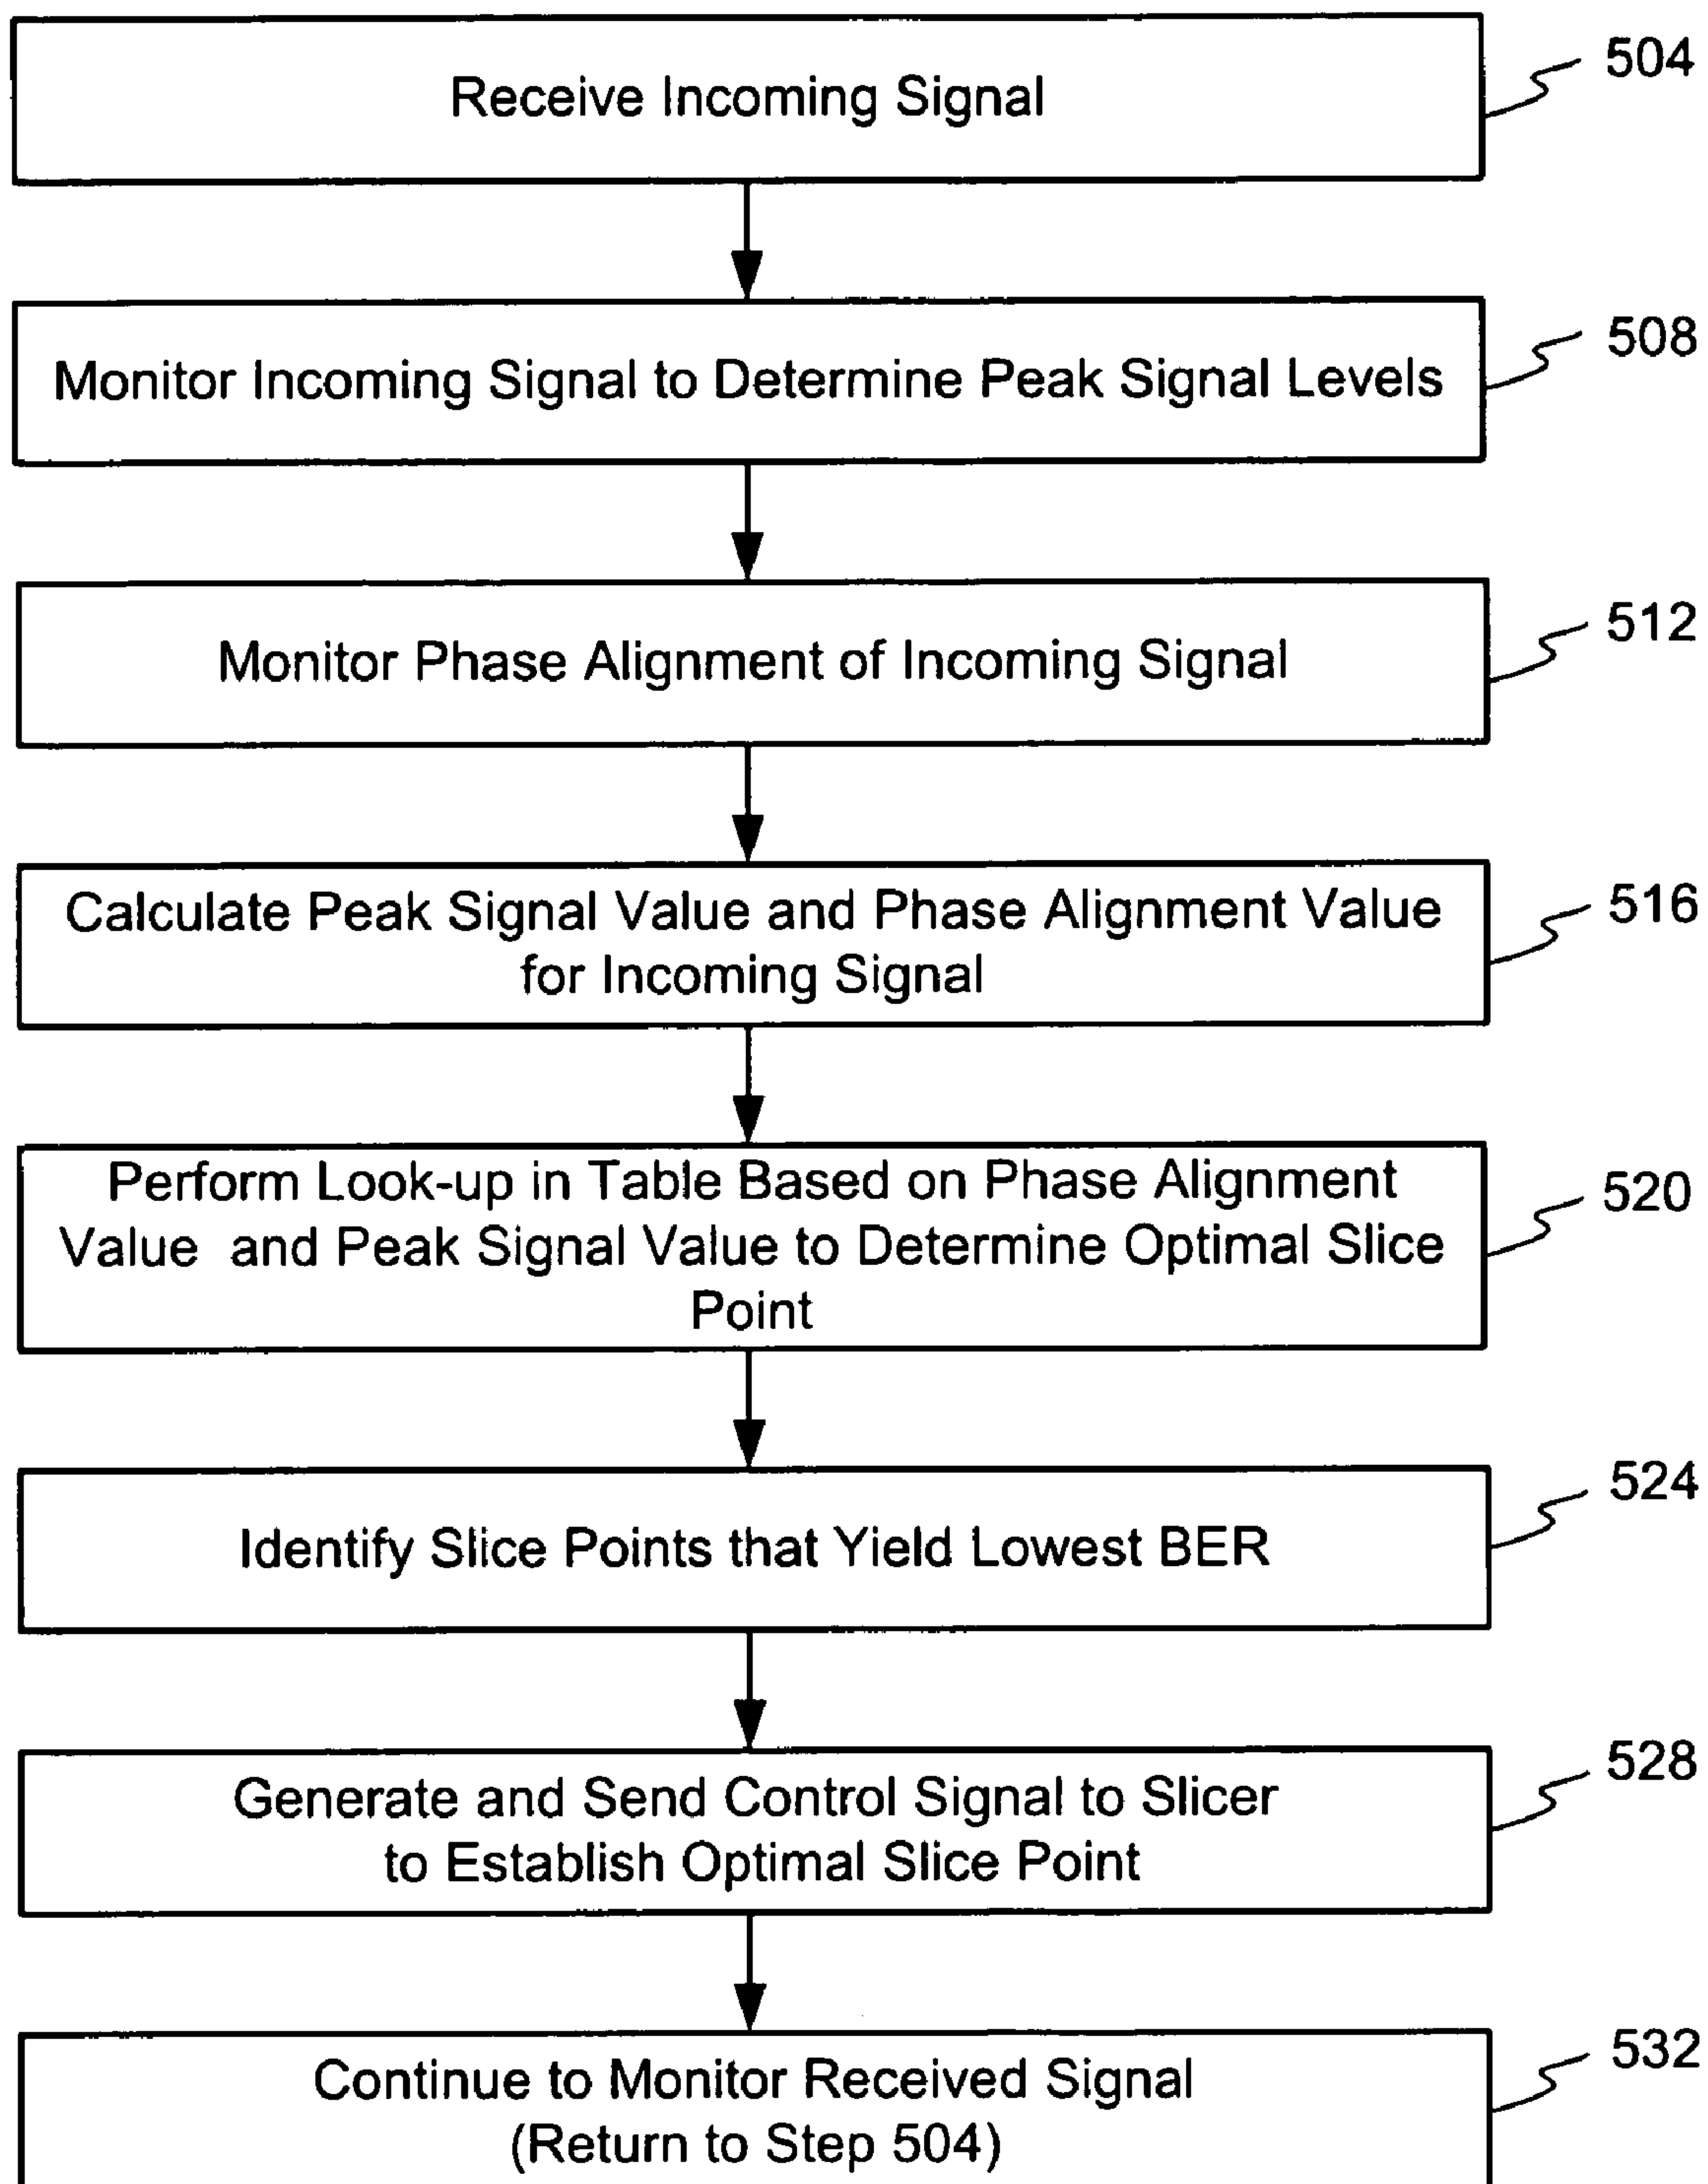 Receive Incoming Signal
504
Monitor Incoming Signal to Determine Peak Signal Levels
508
Monitor Phase Alignment of Incoming Signal
512
Calculate Peak Signal Value and Phase Alignment Value
for Incoming Signal
516
Perform Look-up in Table Based on Phase Alignment
Value and Peak Signal Value to Determine Optimal Slice
Point
520
Identify Slice Points that Yield Lowest BER
524
Generate and Send Control Signal to Slicer
to Establish Optimal Slice Point
528
Continue to Monitor Received Signal
(Return to Step 504)
532